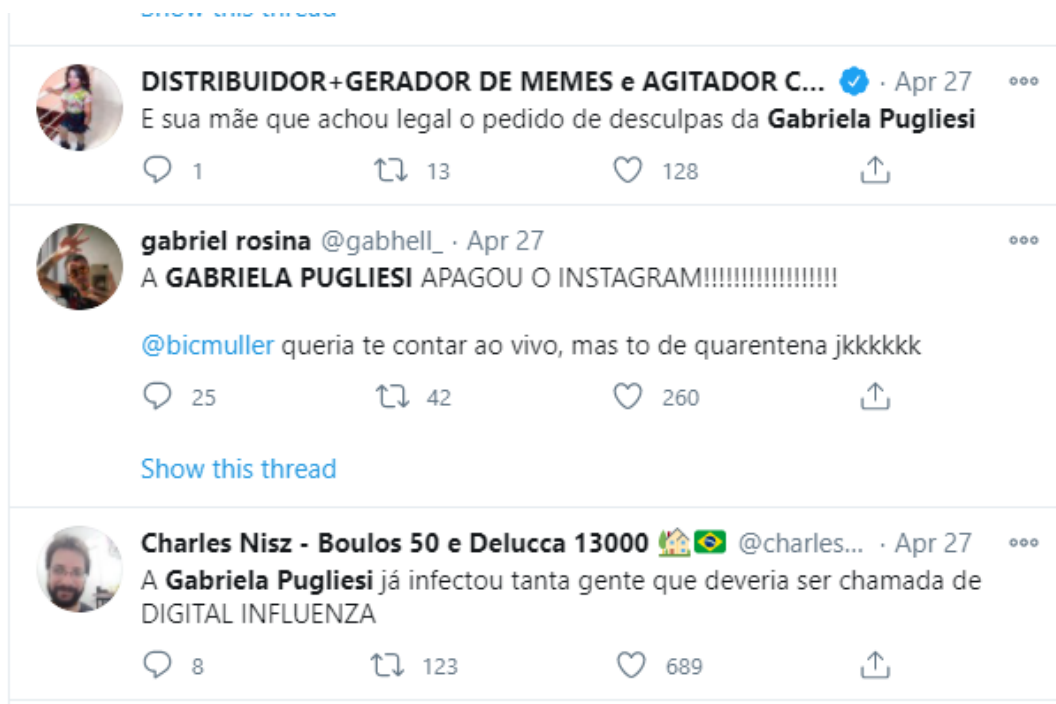 DISTRIBUIDOR+GERADOR DE MEMES e AGITADOR C... · Apr 27
E sua mãe que achou legal o pedido de desculpas da Gabriela Pugliesi
1 13 128
gabriel rosina @gabhell_ · Apr 27
A GABRIELA PUGLIESI APAGOU O INSTAGRAM!!!!!!!!!!!!!!!!!!!
@bicmuller queria te contar ao vivo, mas to de quarentena jkkkkkk
25 42 260
Show this thread
Charles Nisz - Boulos 50 e Delucca 13000 🏡🇧🇷 @charles... · Apr 27
A Gabriela Pugliesi já infectou tanta gente que deveria ser chamada de
DIGITAL INFLUENZA
8 123 689